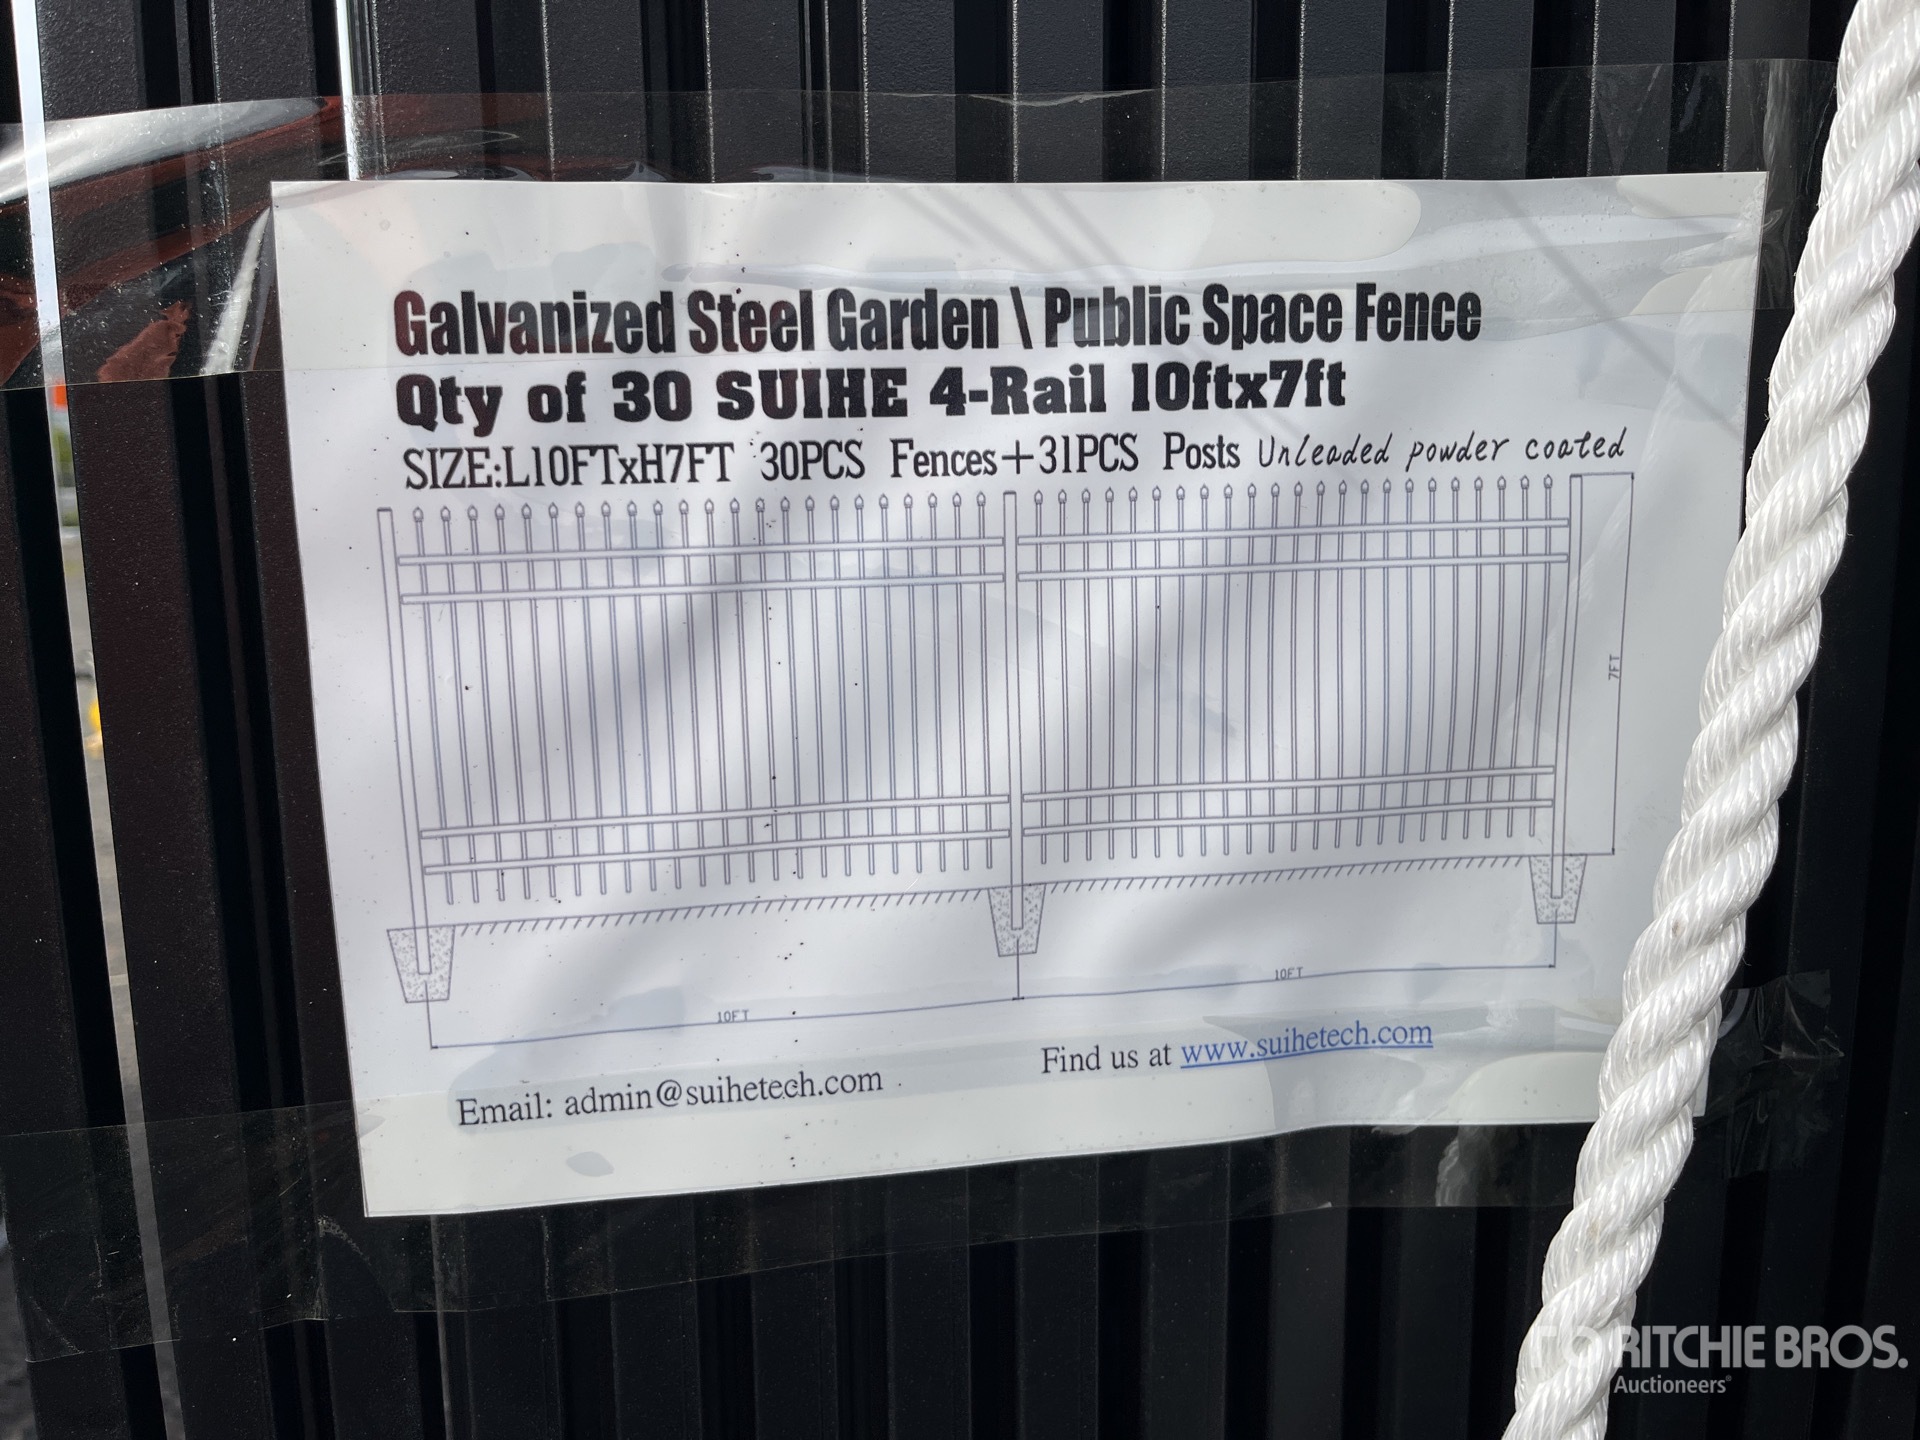 Galvanized Steel Garden \ Public Space Fence
Qty of 30 SUIHE 4-Rail 10ftx7ft
SIZE:L10FTxH7FT 30PCS Fences+31PCS Posts Unleaded powder coated
7FT
10FT
10FT
Email: admin@suihetech.com
Find us at www.suihetech.com
RITCHIE BROS.
Auctioneers®